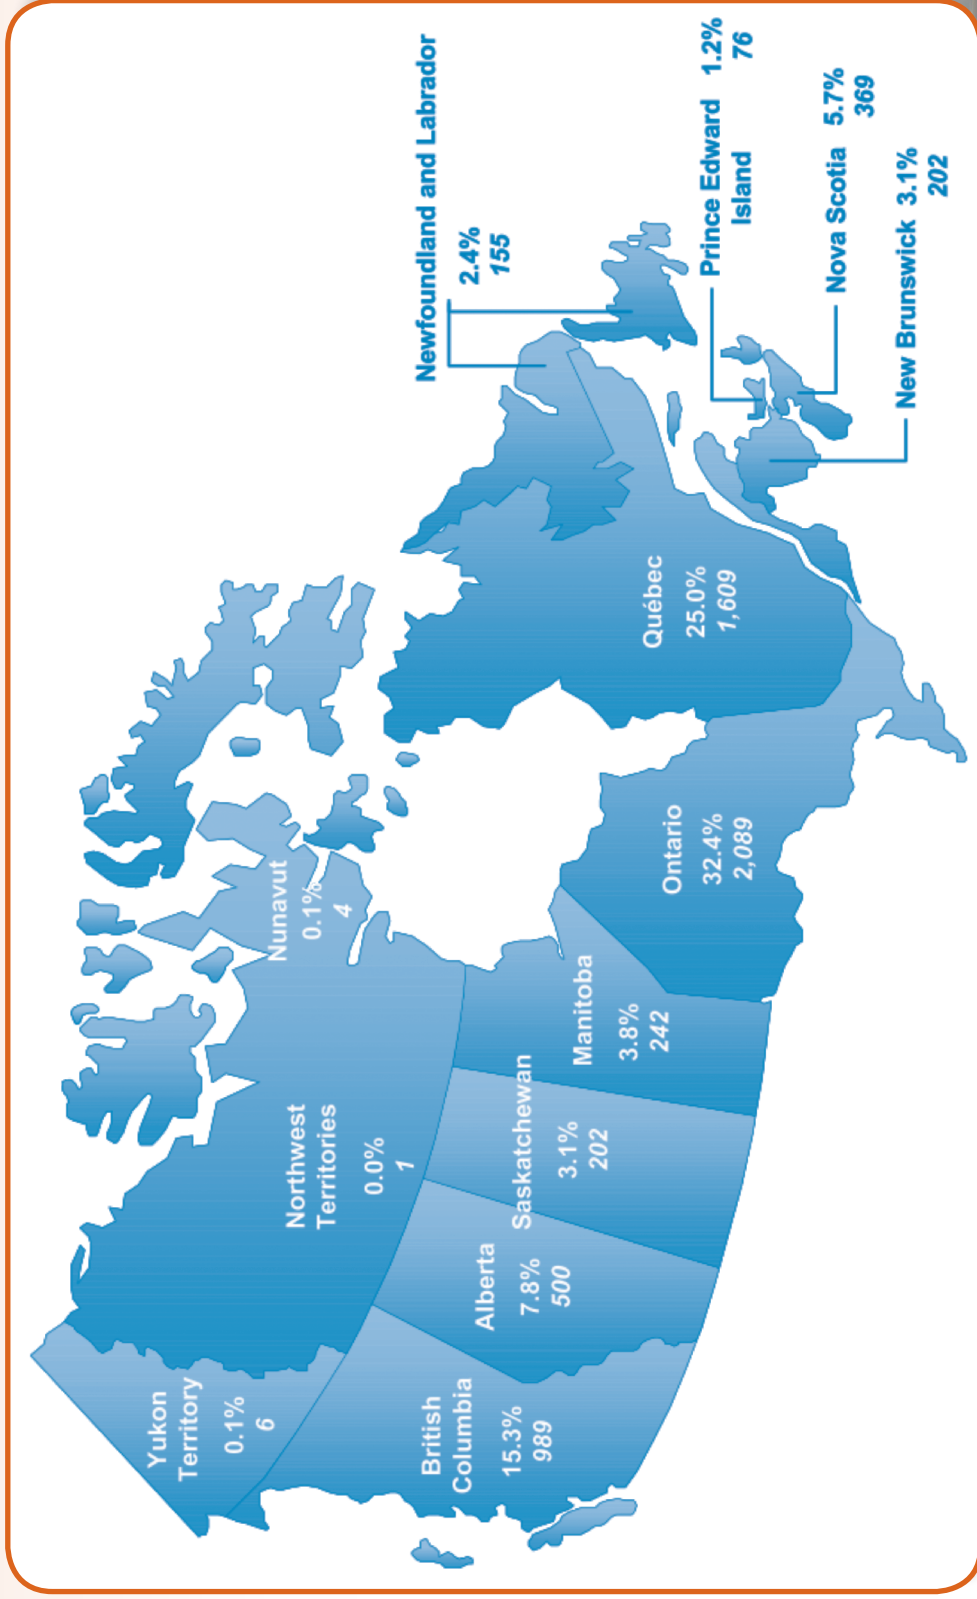 Yukon
Territory
0.1%
6
Northwest
Territories
0.0%
1
Nunavut
0.1%
4
British
Columbia
15.3%
989
Alberta
7.8%
500
Saskatchewan
3.1%
202
Manitoba
3.8%
242
Ontario
32.4%
2,089
Québec
25.0%
1,609
Newfoundland and Labrador
2.4%
155
Prince Edward 1.2%
Island 76
Nova Scotia 5.7%
369
New Brunswick 3.1%
202